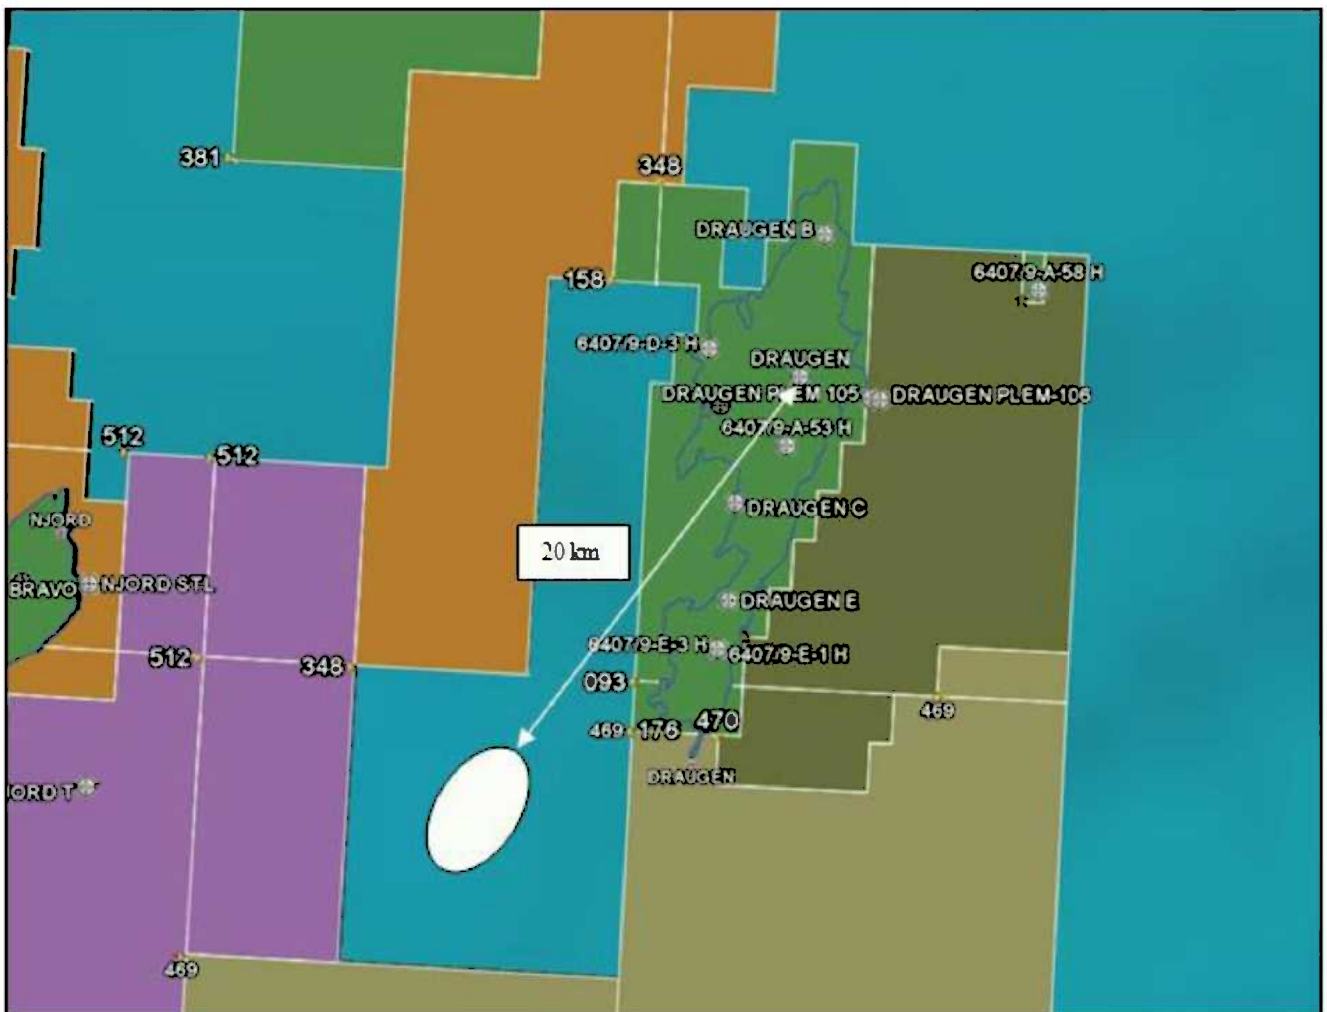 381
348
DRAUGEN B
6407/9-A-58 H
158
6407/9-D-3 H
DRAUGEN
DRAUGEN PLEM 105
DRAUGEN PLEM-106
6407/9-A-53 H
512
512
DRAUGEN C
NJORD
20 km
BRAVO
NJORD STL
DRAUGEN E
6407/9-E-3 H
6407/9-E-1 H
512
348
093
469
469
176
470
DRAUGEN
JORD T
469